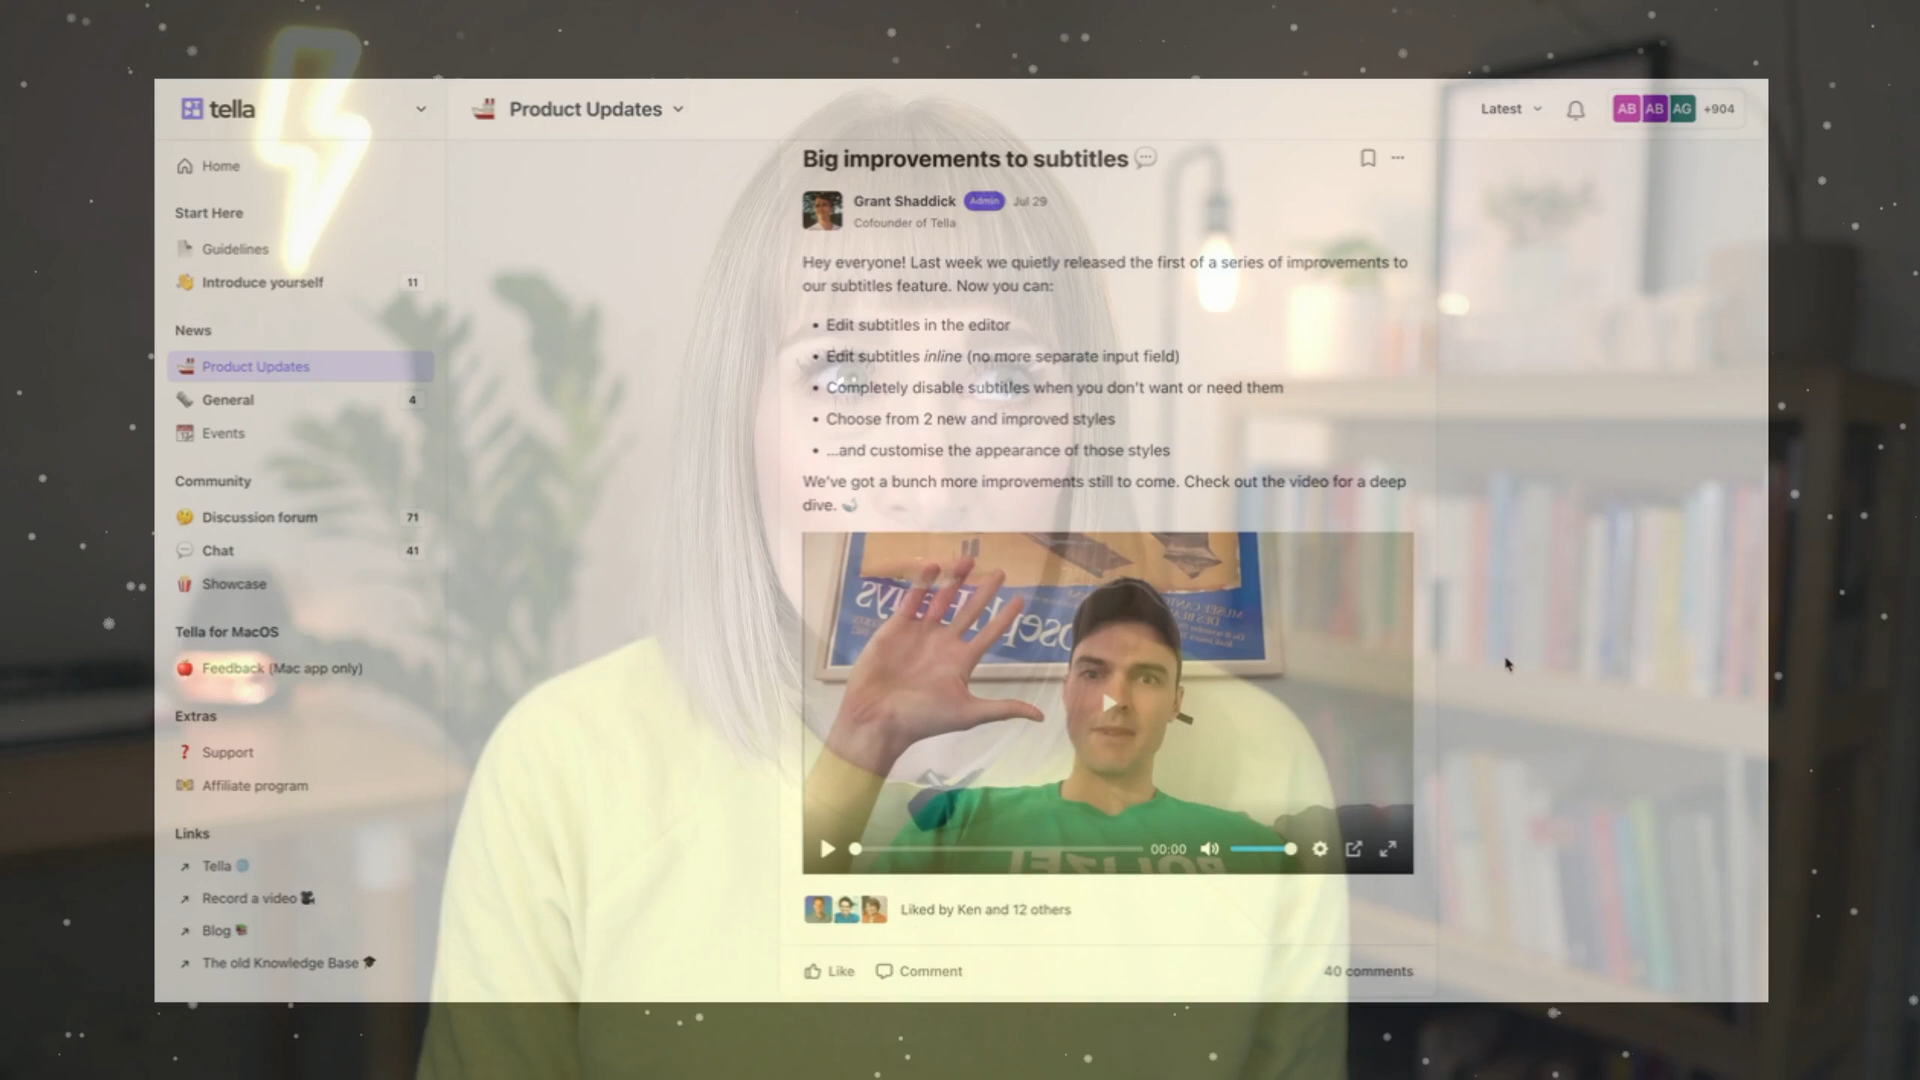 tella
Product Updates
Latest
AB AB AG +904
Home
Start Here
Guidelines
Introduce yourself 11
News
Product Updates
General 4
Events
Community
Discussion forum 71
Chat 41
Showcase
Tella for MacOS
Feedback (Mac app only)
Extras
Support
Affiliate program
Links
Tella
Record a video
Blog
The old Knowledge Base
Big improvements to subtitles
Grant Shaddick Admin Jul 29
Cofounder of Tella
Hey everyone! Last week we quietly released the first of a series of improvements to
our subtitles feature. Now you can:
• Edit subtitles in the editor
• Edit subtitles inline (no more separate input field)
• Completely disable subtitles when you don't want or need them
• Choose from 2 new and improved styles
• ...and customise the appearance of those styles
We've got a bunch more improvements still to come. Check out the video for a deep
dive.
00:00
Liked by Ken and 12 others
Like Comment 40 comments